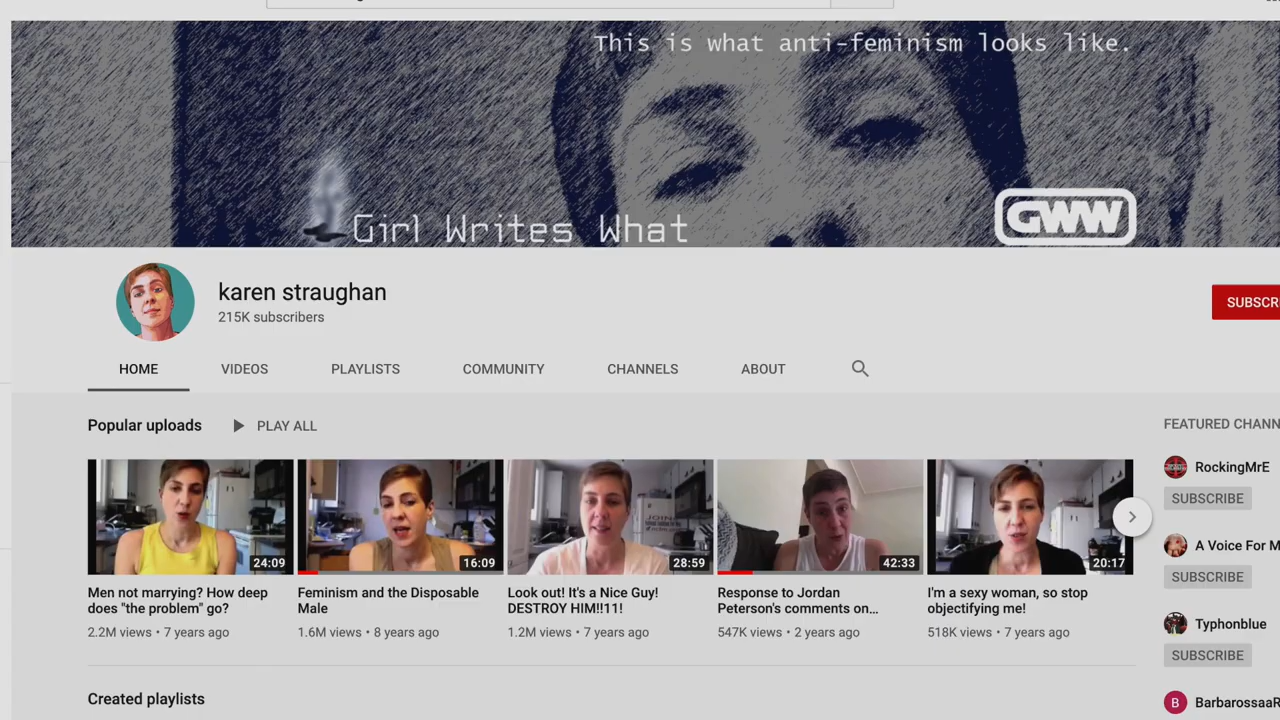 This is what anti-feminism looks like.
Girl Writes What
GWW
karen straughan
215K subscribers
SUBSCR
HOME VIDEOS PLAYLISTS COMMUNITY CHANNELS ABOUT
Popular uploads PLAY ALL
FEATURED CHANN
24:09
16:09
28:59
42:33
20:17
Men not marrying? How deep
does "the problem" go?
2.2M views • 7 years ago
Feminism and the Disposable
Male
1.6M views • 8 years ago
Look out! It's a Nice Guy!
DESTROY HIM!!11!
1.2M views • 7 years ago
Response to Jordan
Peterson's comments on...
547K views • 2 years ago
I'm a sexy woman, so stop
objectifying me!
518K views • 7 years ago
RockingMrE
SUBSCRIBE
A Voice For M
SUBSCRIBE
Typhonblue
SUBSCRIBE
B BarbarossaaR
Created playlists